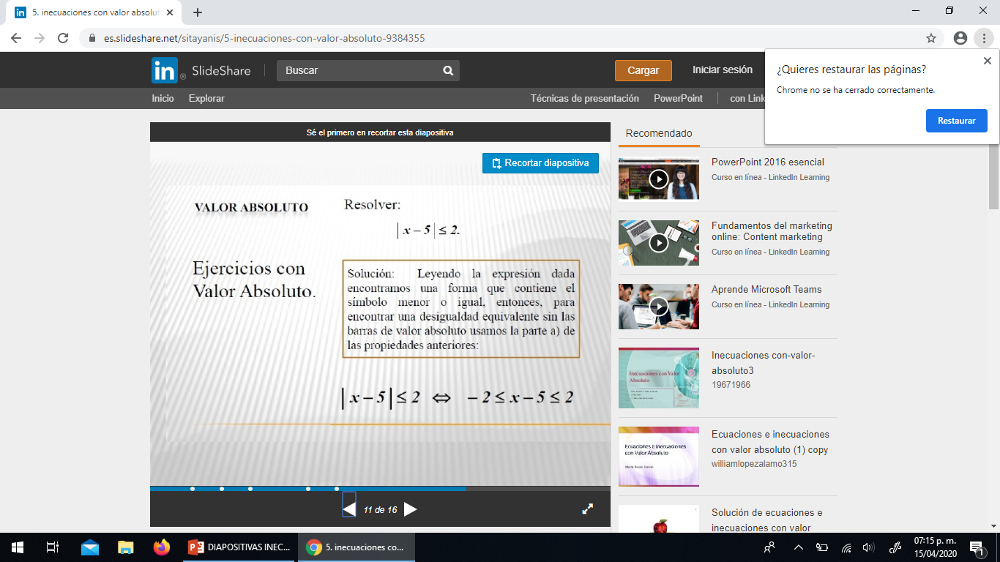 5. inecuaciones con valor absolut
es.slideshare.net/sitayanis/5-inecuaciones-con-valor-absoluto-9384355
¿Quieres restaurar las páginas?
Chrome no se ha cerrado correctamente.
Restaurar
in® SlideShare
Buscar
Cargar
Iniciar sesión
Inicio
Explorar
Técnicas de presentación
PowerPoint
con Link
Sé el primero en recortar esta diapositiva
Recortar diapositiva
VALOR ABSOLUTO
Resolver:
| x – 5 | ≤ 2.
Ejercicios con
Valor Absoluto.
Solución: Leyendo la expresión dada
encontramos una forma que contiene el
símbolo menor o igual, entonces, para
encontrar una desigualdad equivalente sin las
barras de valor absoluto usamos la parte a) de
las propiedades anteriores:
| x – 5 | ≤ 2 ⇔ – 2 ≤ x – 5 ≤ 2
11 de 16
Recomendado
PowerPoint 2016 esencial
Curso en línea - LinkedIn Learning
Fundamentos del marketing
online: Content marketing
Curso en línea - LinkedIn Learning
Aprende Microsoft Teams
Curso en línea - LinkedIn Learning
Inecuaciones con Valor
Absoluto
Inecuaciones con-valor-
absoluto3
19671966
Ecuaciones e inecuaciones
con Valor Absoluto
Ecuaciones e inecuaciones
con valor absoluto (1) copy
williamlopezalamo315
Solución de ecuaciones e
inecuaciones con valor
DIAPOSITIVAS INEC...
5. inecuaciones co...
07:15 p. m.
15/04/2020
1